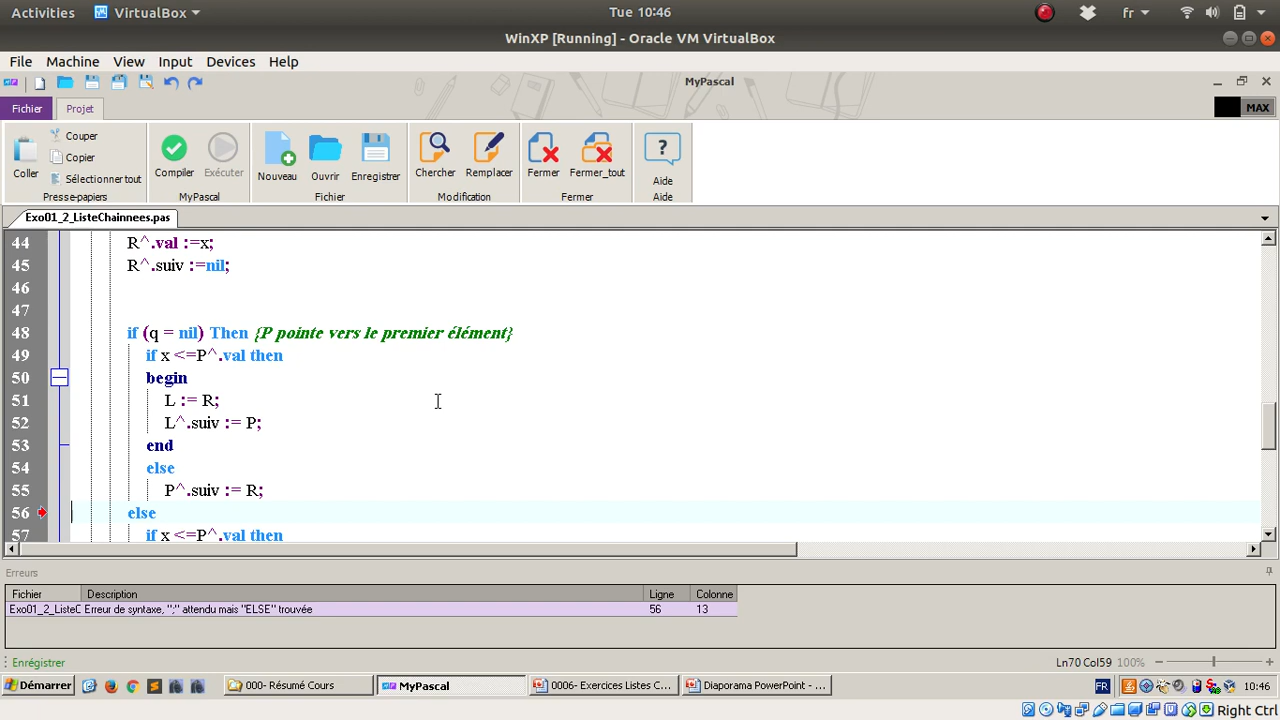 Activities VirtualBox Tue 10:46 fr
WinXP [Running] - Oracle VM VirtualBox
File Machine View Input Devices Help
MyPascal
Fichier Projet MAX
Coller Couper Copier Sélectionner tout
Compiler Exécuter Nouveau Ouvrir Enregistrer Chercher Remplacer Fermer Fermer_tout Aide
Presse-papiers MyPascal Fichier Modification Fermer Aide
Exo01_2_ListeChainnees.pas
44 R^.val :=x;
45 R^.suiv :=nil;
46
47
48 if (q = nil) Then {P pointe vers le premier élément}
49 if x <=P^.val then
50 begin
51 L := R;
52 L^.suiv := P;
53 end
54 else
55 P^.suiv := R;
56 else
57 if x <=P^.val then
Erreurs
Fichier Description Ligne Colonne
Exo01_2_ListeC Erreur de syntaxe, ";" attendu mais "ELSE" trouvée 56 13
Enrégistrer Ln70 Col59 100%
Démarrer 000- Résumé Cours MyPascal 0006- Exercices Listes C... Diaporama PowerPoint - ... FR 10:46
Right Ctrl